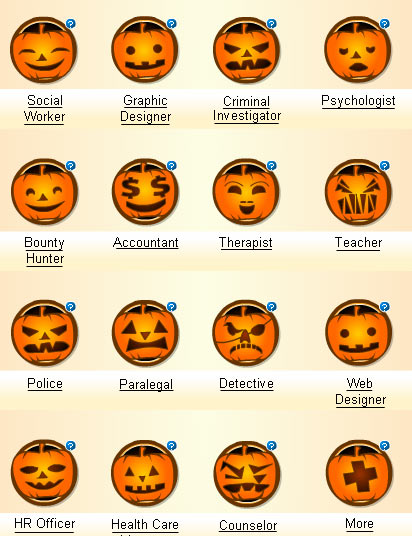 ?
?
?
?
Social
Worker
Graphic
Designer
Criminal
Investigator
Psychologist
?
?
?
?
Bounty
Hunter
Accountant
Therapist
Teacher
?
?
?
?
Police
Paralegal
Detective
Web
Designer
?
?
?
?
HR Officer
Health Care
Counselor
More